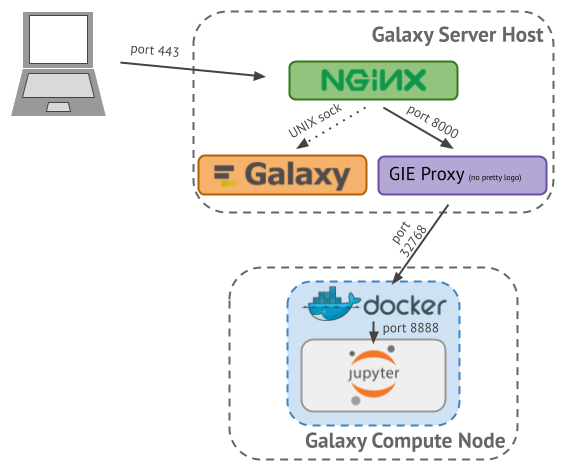 Galaxy Server Host
port 443
NGiNX
UNIX sock
port 8000
Galaxy
GIE Proxy (no pretty logo)
port
32768
docker
port 8888
jupyter
Galaxy Compute Node